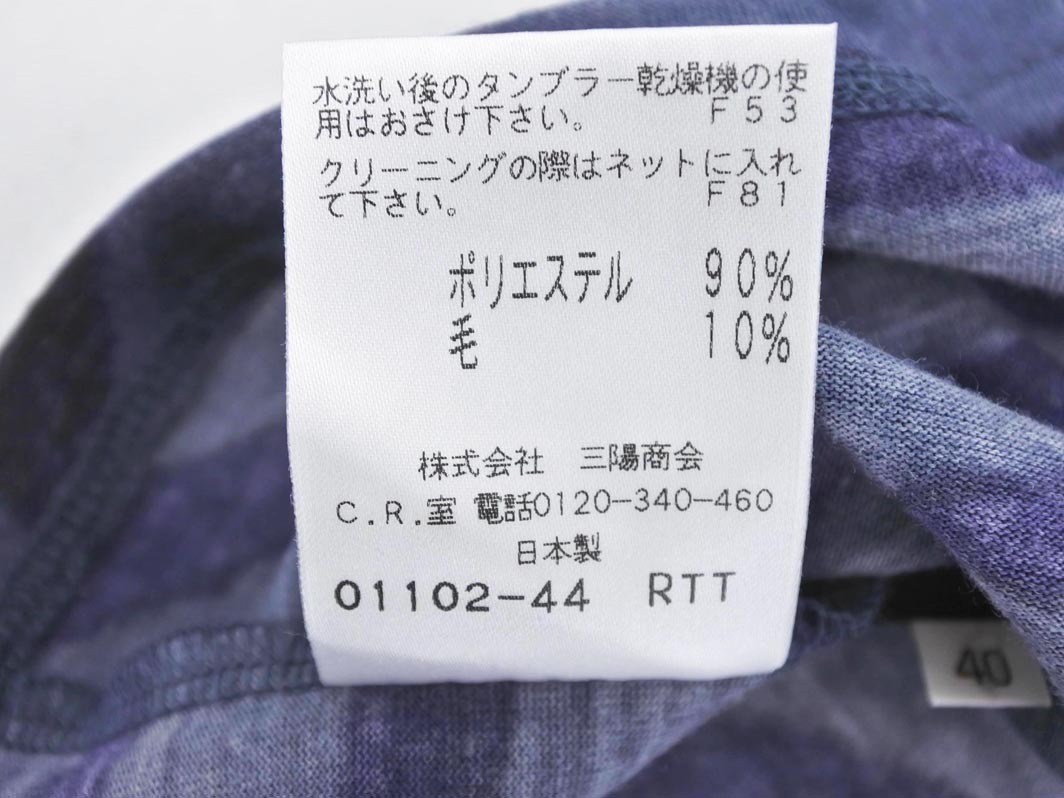 水洗い後のタンブラー乾燥機の使
用はおさけ下さい。 F53
クリーニングの際はネットに入れ
て下さい。 F81
ポリエステル 90%
毛 10%
株式会社 三陽商会
C.R.室 電話0120-340-460
日本製
01102-44 RTT
40